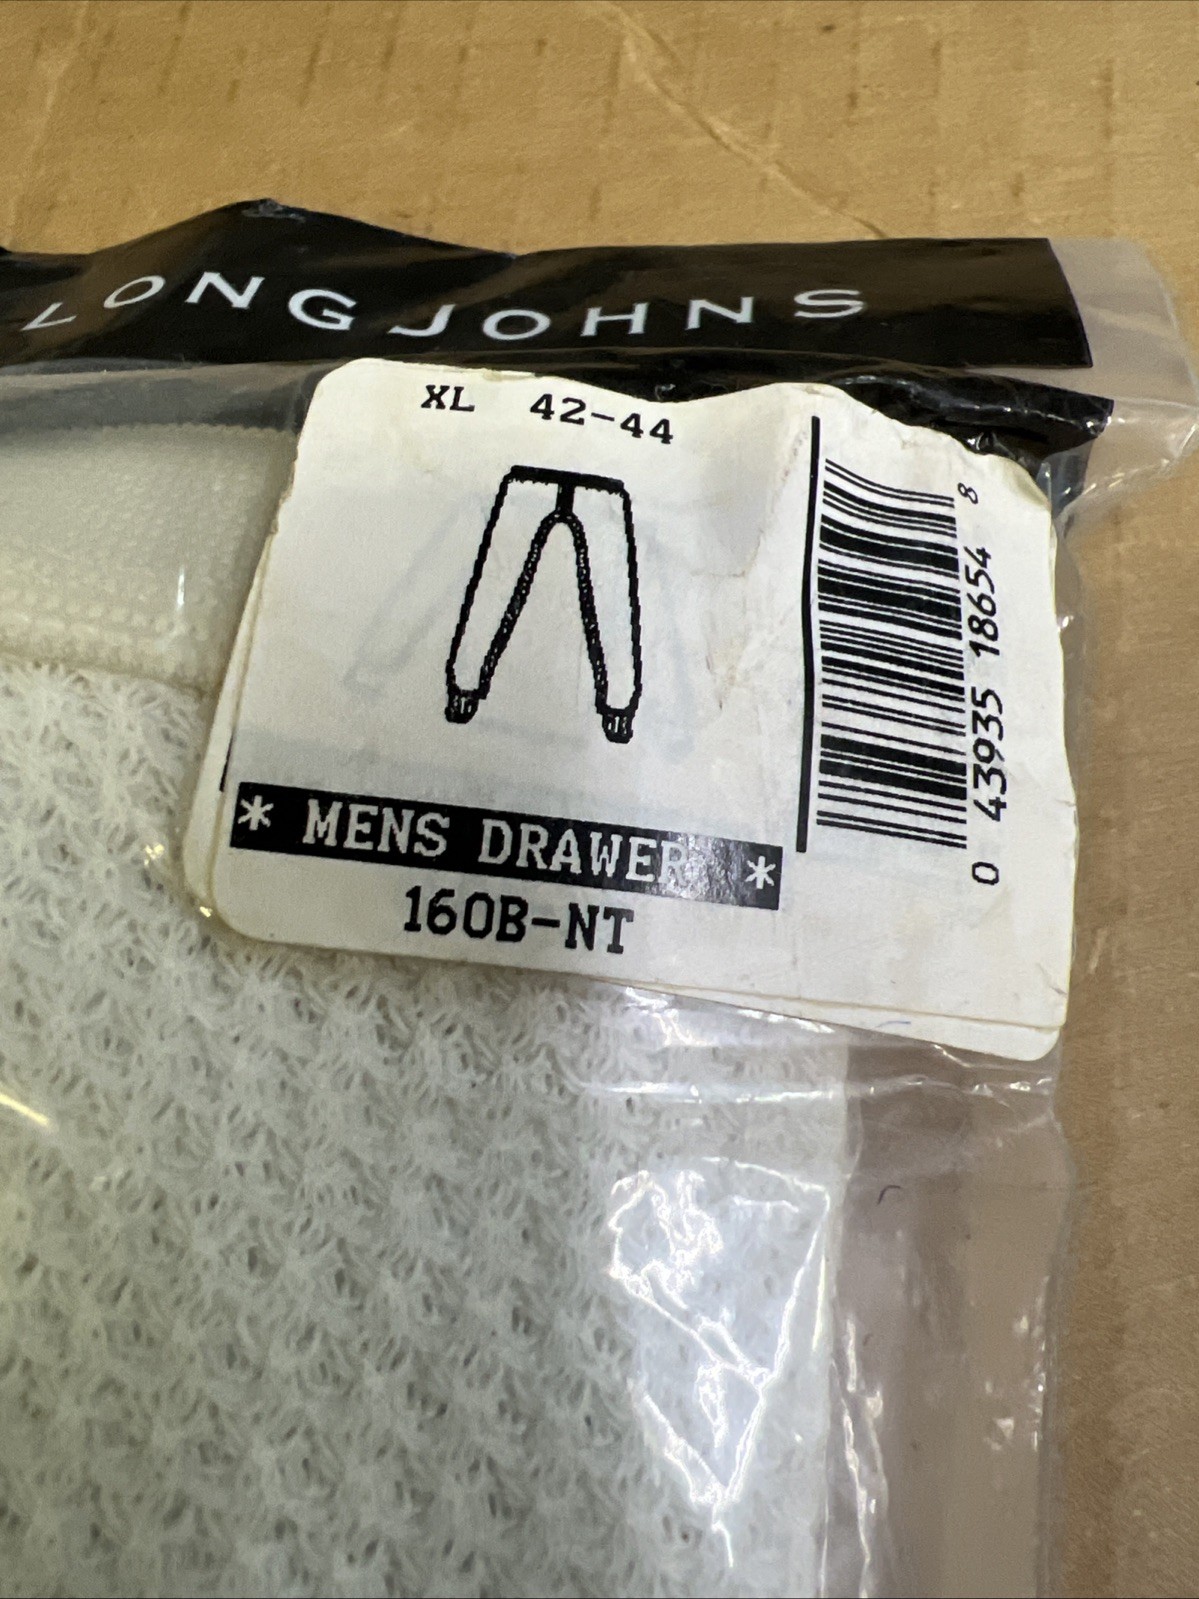 LONG JOHNS
XL 42-44
* MENS DRAWER *
160B-NT
0 43935 18654 8